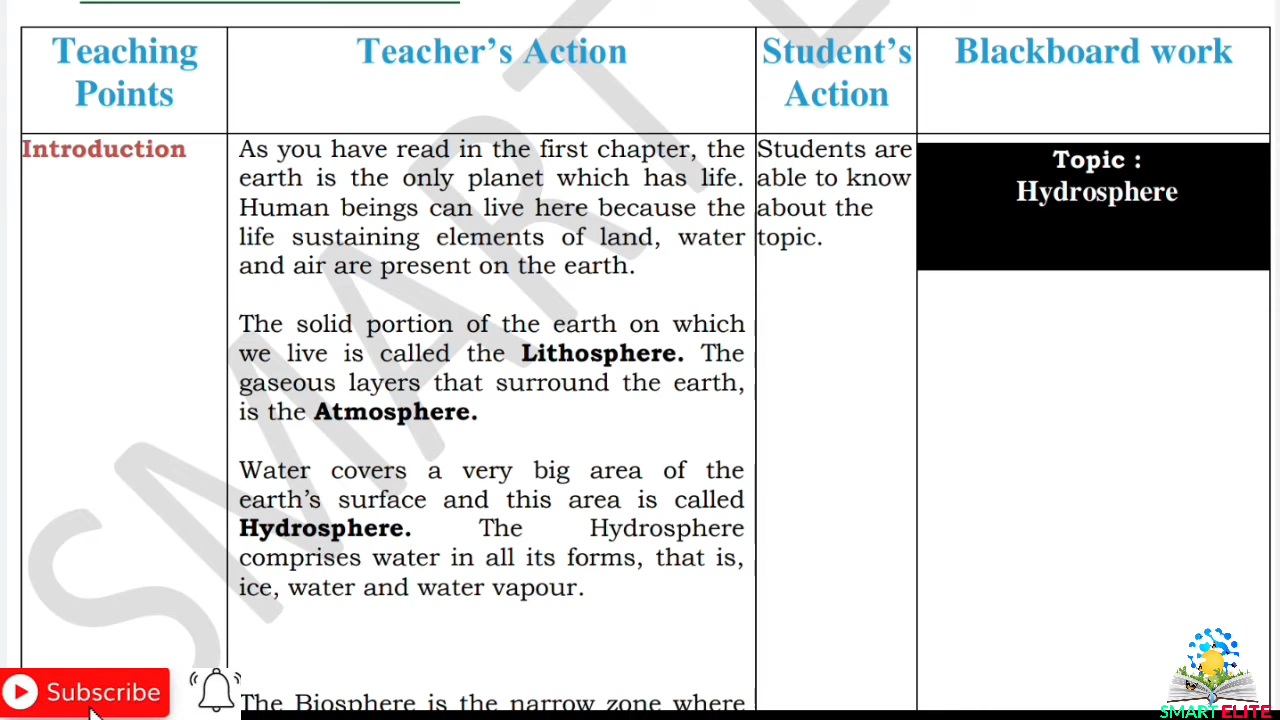 Teaching Points
Teacher's Action
Student's Action
Blackboard work
Introduction
As you have read in the first chapter, the
earth is the only planet which has life.
Human beings can live here because the
life sustaining elements of land, water
and air are present on the earth.
The solid portion of the earth on which
we live is called the Lithosphere. The
gaseous layers that surround the earth,
is the Atmosphere.
Water covers a very big area of the
earth's surface and this area is called
Hydrosphere. The Hydrosphere
comprises water in all its forms, that is,
ice, water and water vapour.
The Biosphere is the narrow zone where
Students are
able to know
about the
topic.
Topic :
Hydrosphere
Subscribe
SMART ELITE